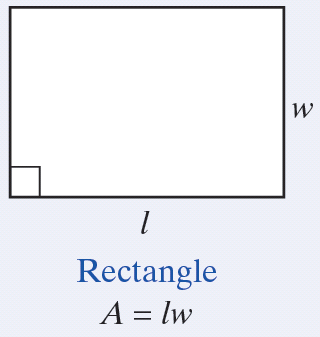 w
l
Rectangle
A = lw